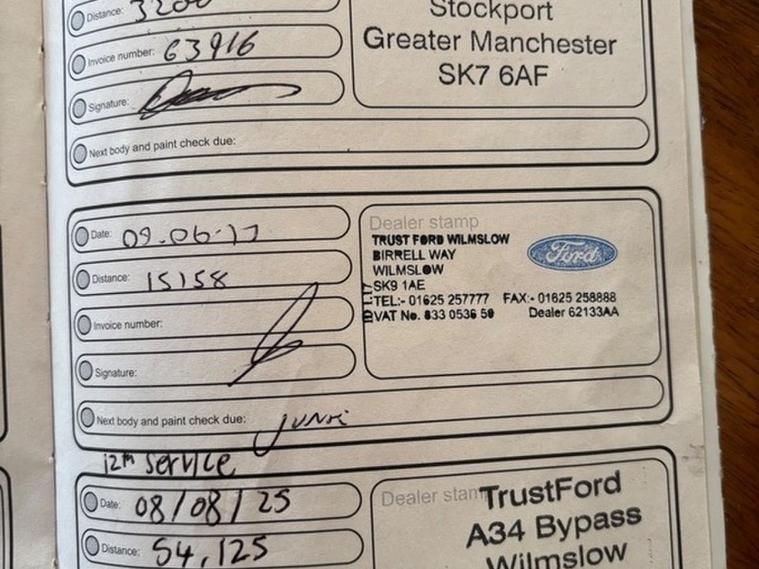 Distance: 3200
Stockport
Greater Manchester
SK7 6AF
Invoice number: 63916
Signature:
Next body and paint check due:
Date: 09.06.17
Distance: 15158
Invoice number:
Signature:
Next body and paint check due: JUNE
Dealer stamp
TRUST FORD WILMSLOW
BIRRELL WAY
WILMSLOW
SK9 1AE
TEL:- 01625 257777 FAX:- 01625 258888
VAT No. 833 0536 50 Dealer 62133AA
Ford
12M service
Date: 08/08/25
Distance: 54,125
Dealer stamp
TrustFord
A34 Bypass
Wilmslow